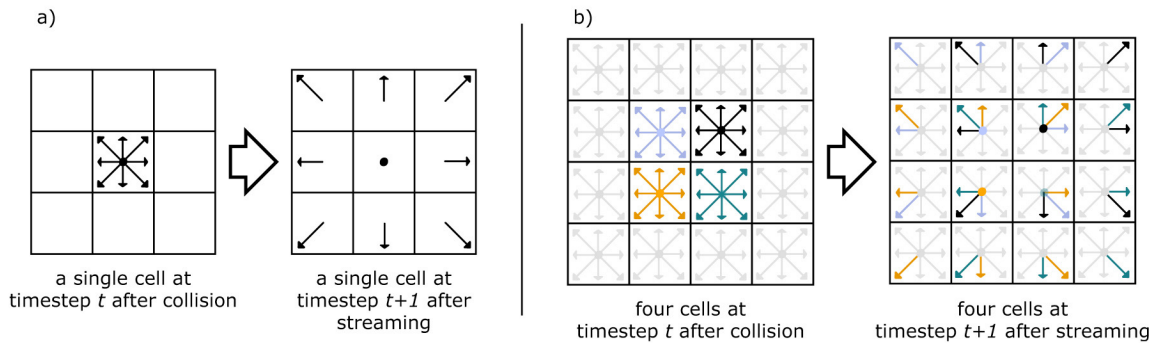 a)
a single cell at
timestep t after collision
a single cell at
timestep t+1 after
streaming
b)
four cells at
timestep t after collision
four cells at
timestep t+1 after streaming